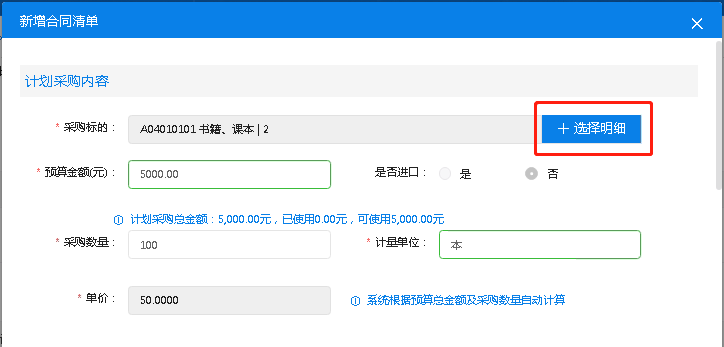 新增合同清单
计划采购内容
* 采购标的： A04010101 书籍、课本 | 2 + 选择明细
* 预算金额(元)： 5000.00 是否进口： 是 否
计划采购总金额：5,000.00元，已使用0.00元，可使用5,000.00元
* 采购数量： 100 * 计量单位： 本
* 单价： 50.0000 系统根据预算总金额及采购数量自动计算